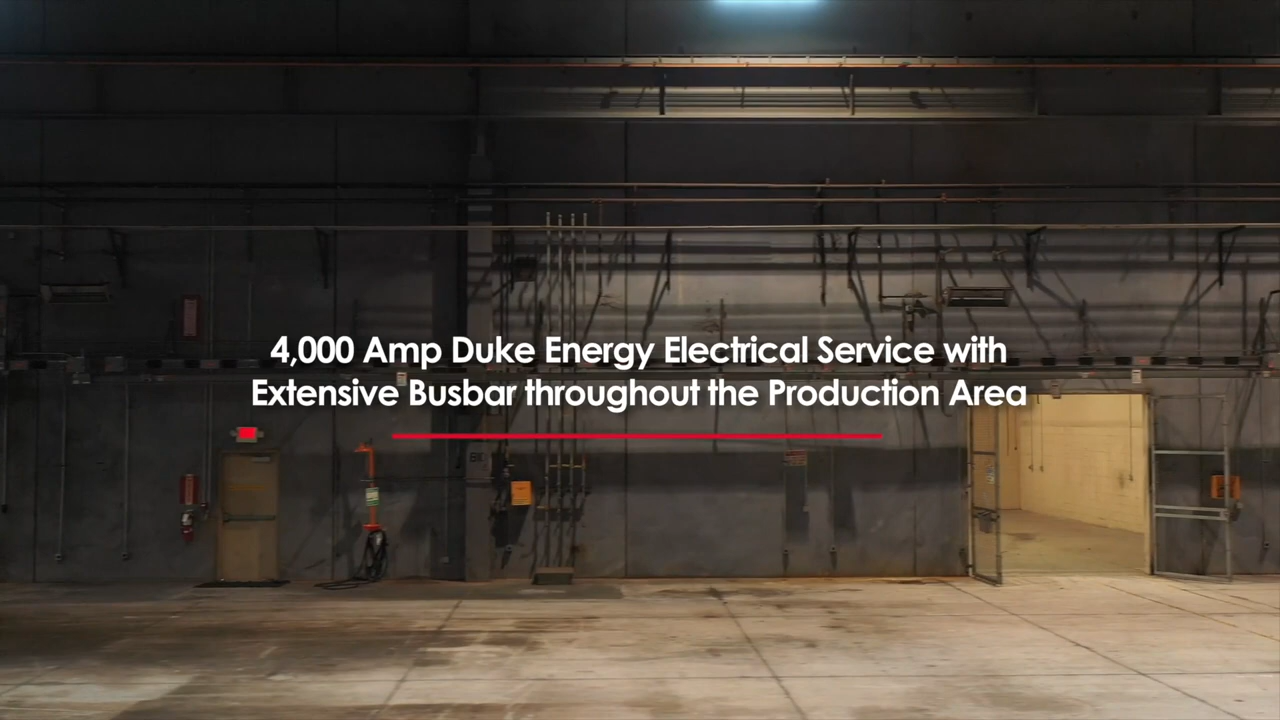 4,000 Amp Duke Energy Electrical Service with
Extensive Busbar throughout the Production Area